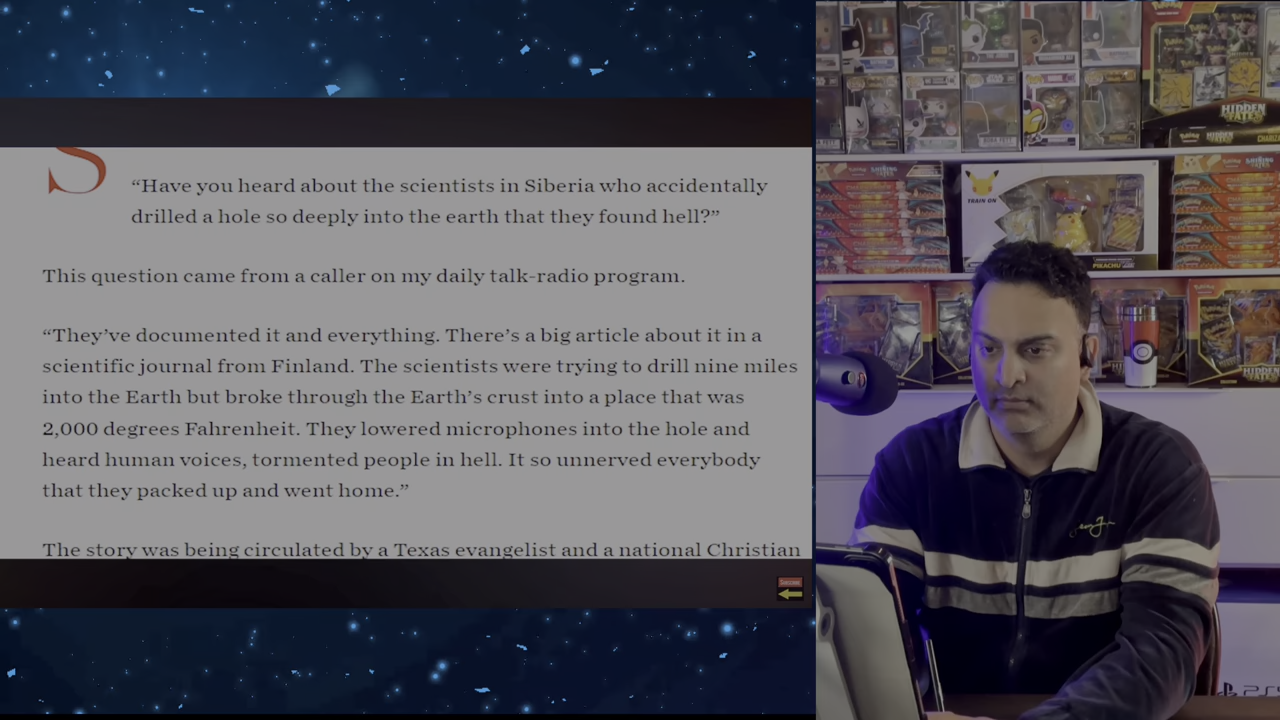 S
“Have you heard about the scientists in Siberia who accidentally
drilled a hole so deeply into the earth that they found hell?”
This question came from a caller on my daily talk-radio program.
“They’ve documented it and everything. There’s a big article about it in a
scientific journal from Finland. The scientists were trying to drill nine miles
into the Earth but broke through the Earth’s crust into a place that was
2,000 degrees Fahrenheit. They lowered microphones into the hole and
heard human voices, tormented people in hell. It so unnerved everybody
that they packed up and went home.”
The story was being circulated by a Texas evangelist and a national Christian
HIDDEN
FATES
TRAIN ON
PIKACHU